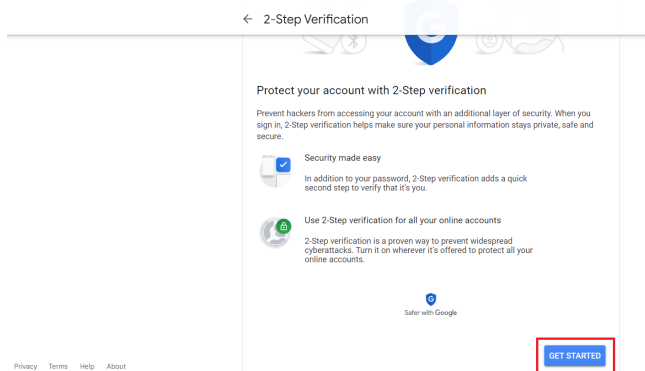 ← 2-Step Verification
G
Protect your account with 2-Step verification
Prevent hackers from accessing your account with an additional layer of security. When you
sign in, 2-Step verification helps make sure your personal information stays private, safe and
secure.
Security made easy
In addition to your password, 2-Step verification adds a quick
second step to verify that it's you.
Use 2-Step verification for all your online accounts
2-Step verification is a proven way to prevent widespread
cyberattacks. Turn it on wherever it's offered to protect all your
online accounts.
G
Safer with Google
GET STARTED
Privacy Terms Help About